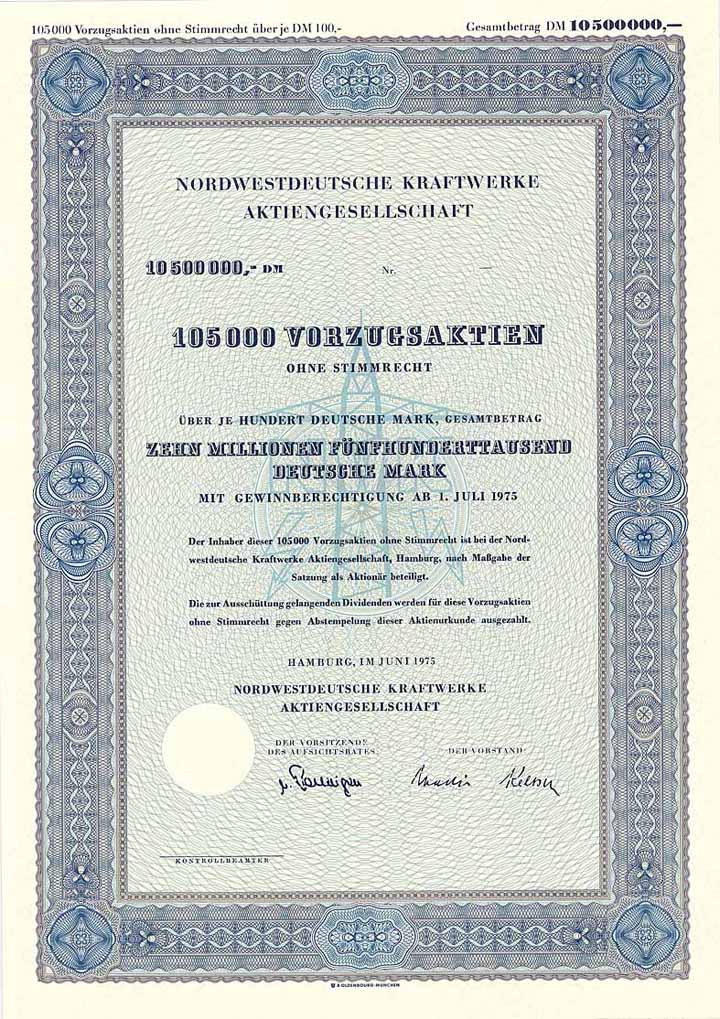 105000 Vorzugsaktien ohne Stimmrecht über je DM 100,- Gesamtbetrag DM 10500000,—
NORDWESTDEUTSCHE KRAFTWERKE
AKTIENGESELLSCHAFT
10500000,- DM Nr. —
105000 VORZUGSAKTIEN
OHNE STIMMRECHT
ÜBER JE HUNDERT DEUTSCHE MARK, GESAMTBETRAG
ZEHN MILLIONEN FÜNFHUNDERTTAUSEND
DEUTSCHE MARK
MIT GEWINNBERECHTIGUNG AB 1. JULI 1975
Der Inhaber dieser 105000 Vorzugsaktien ohne Stimmrecht ist bei der Nord-
westdeutsche Kraftwerke Aktiengesellschaft, Hamburg, nach Maßgabe der
Satzung als Aktionär beteiligt.
Die zur Ausschüttung gelangenden Dividenden werden für diese Vorzugsaktien
ohne Stimmrecht gegen Abstempelung dieser Aktienurkunde ausgezahlt.
HAMBURG, IM JUNI 1975
NORDWESTDEUTSCHE KRAFTWERKE
AKTIENGESELLSCHAFT
DER VORSITZENDE
DES AUFSICHTSRATES
DER VORSTAND
KONTROLLBEAMTER
R·OLDENBOURG·MÜNCHEN